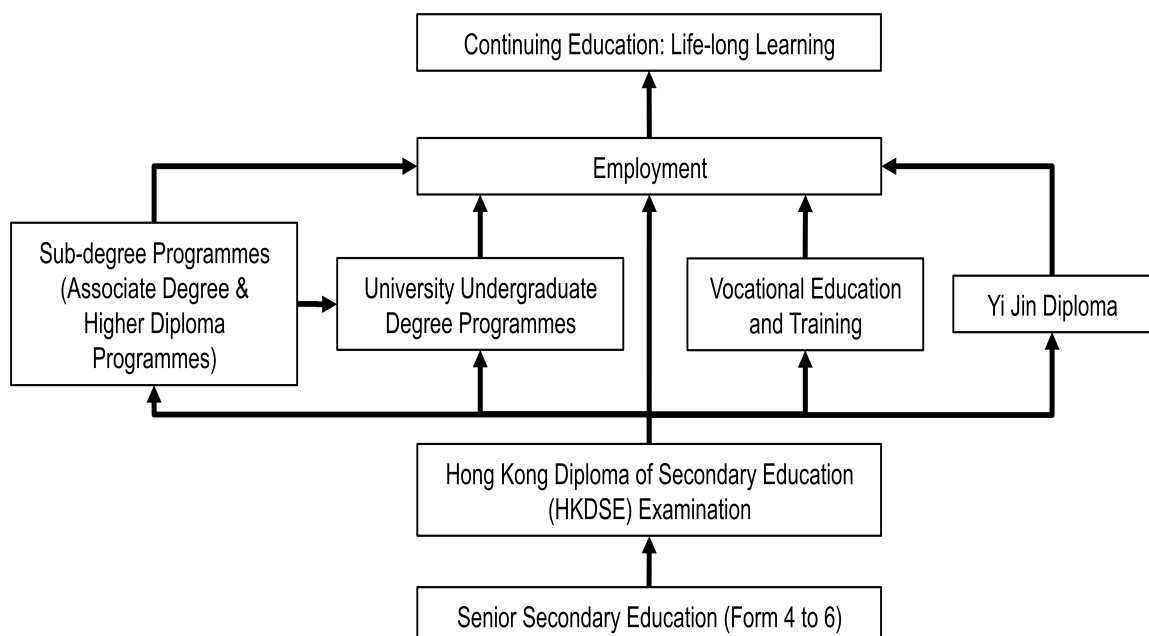 Continuing Education: Life-long Learning
Employment
Sub-degree Programmes
(Associate Degree &
Higher Diploma
Programmes)
University Undergraduate
Degree Programmes
Vocational Education
and Training
Yi Jin Diploma
Hong Kong Diploma of Secondary Education
(HKDSE) Examination
Senior Secondary Education (Form 4 to 6)